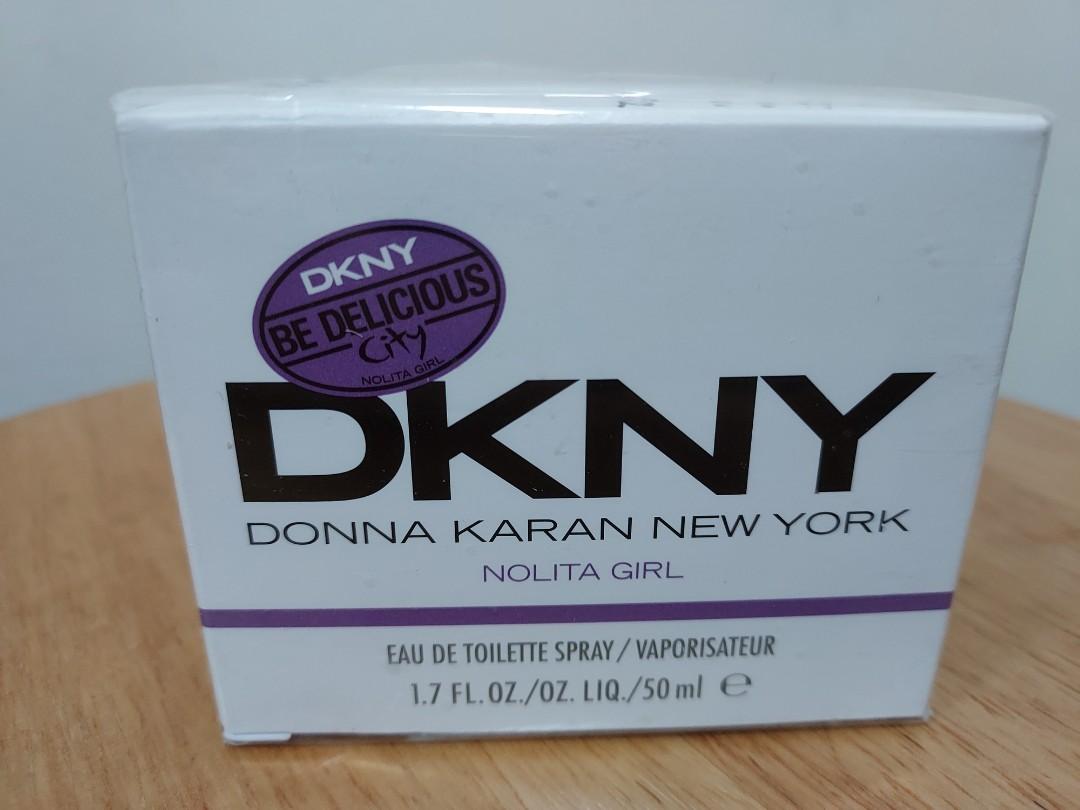 DKNY
BE DELICIOUS
City
NOLITA GIRL
DKNY
DONNA KARAN NEW YORK
NOLITA GIRL
EAU DE TOILETTE SPRAY / VAPORISATEUR
1.7 FL. OZ./OZ. LIQ./50 ml ℮